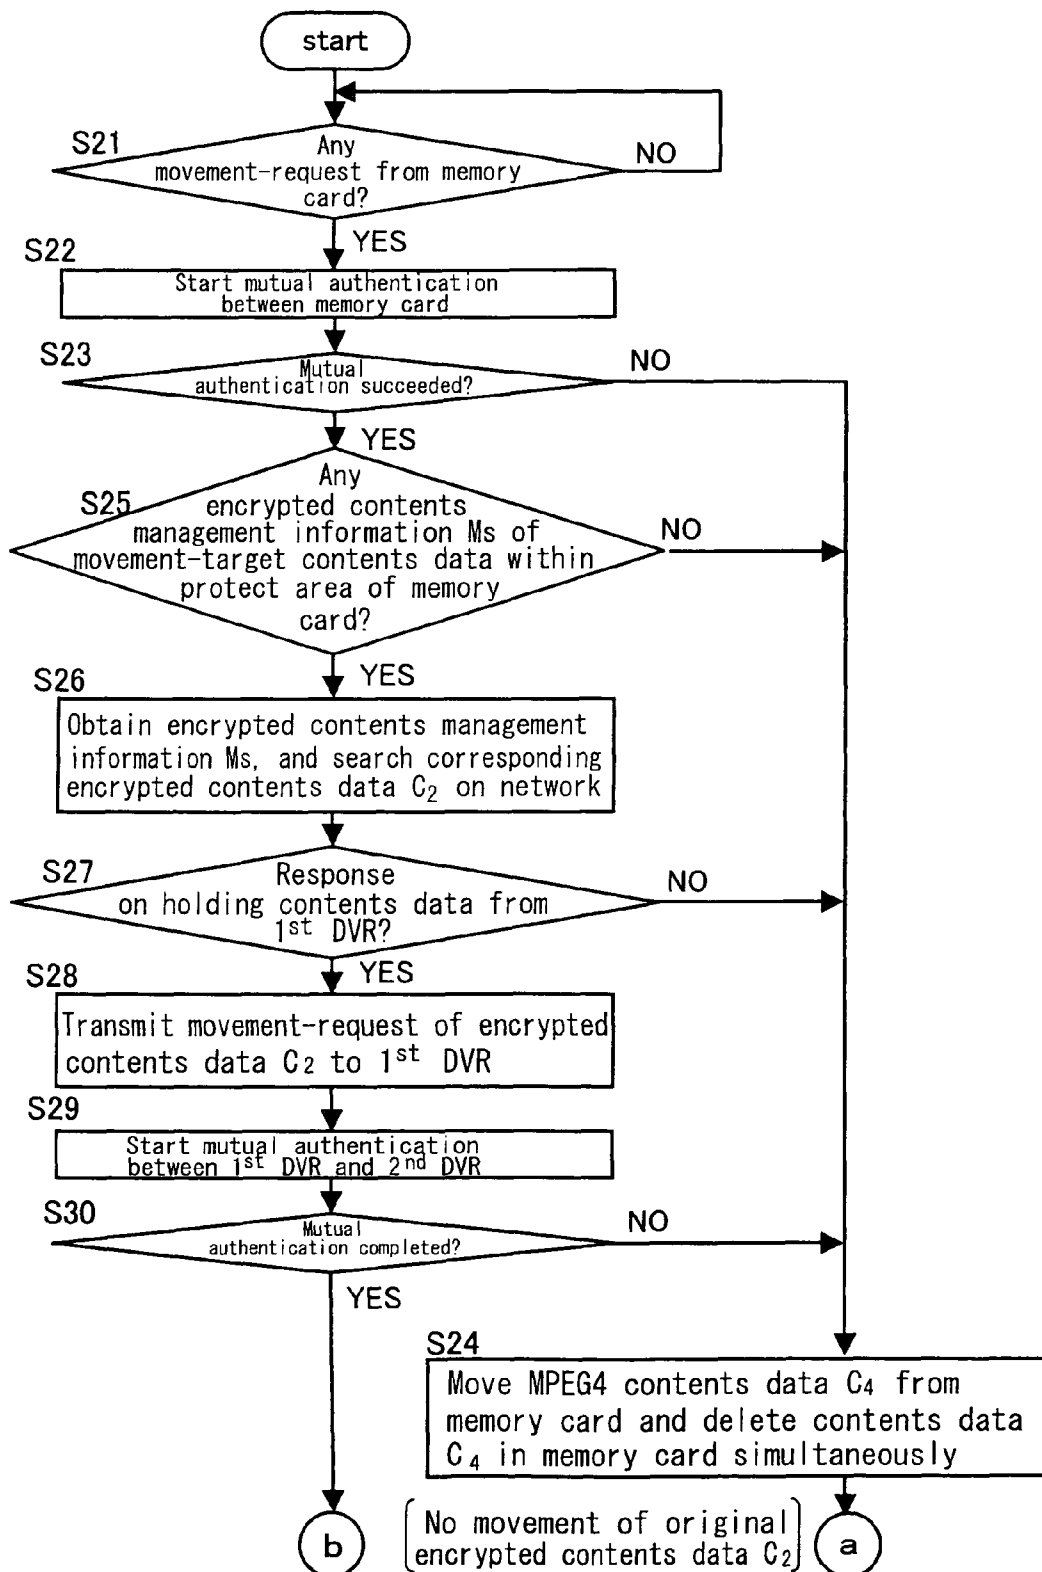 start
S21
Any
movement-request from memory
card?
NO
YES
S22
Start mutual authentication
between memory card
S23
Mutual
authentication succeeded?
NO
YES
S25
Any
encrypted contents
management information Ms of
movement-target contents data within
protect area of memory
card?
NO
YES
S26
Obtain encrypted contents management
information Ms, and search corresponding
encrypted contents data C₂ on network
S27
Response
on holding contents data from
1ˢᵗ DVR?
NO
YES
S28
Transmit movement-request of encrypted
contents data C₂ to 1ˢᵗ DVR
S29
Start mutual authentication
between 1ˢᵗ DVR and 2ⁿᵈ DVR
S30
Mutual
authentication completed?
NO
YES
S24
Move MPEG4 contents data C₄ from
memory card and delete contents data
C₄ in memory card simultaneously
b
No movement of original
encrypted contents data C₂
a